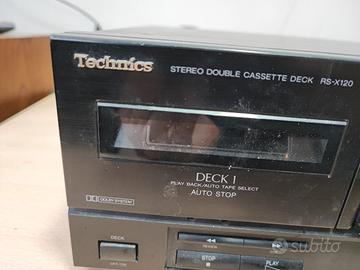 Technics
STEREO DOUBLE CASSETTE DECK RS-X120
DECK 1
PLAY BACK/AUTO TAPE SELECT
AUTO STOP
DOLBY SYSTEM
DECK
REVIEW
STOP
PLAY
subito